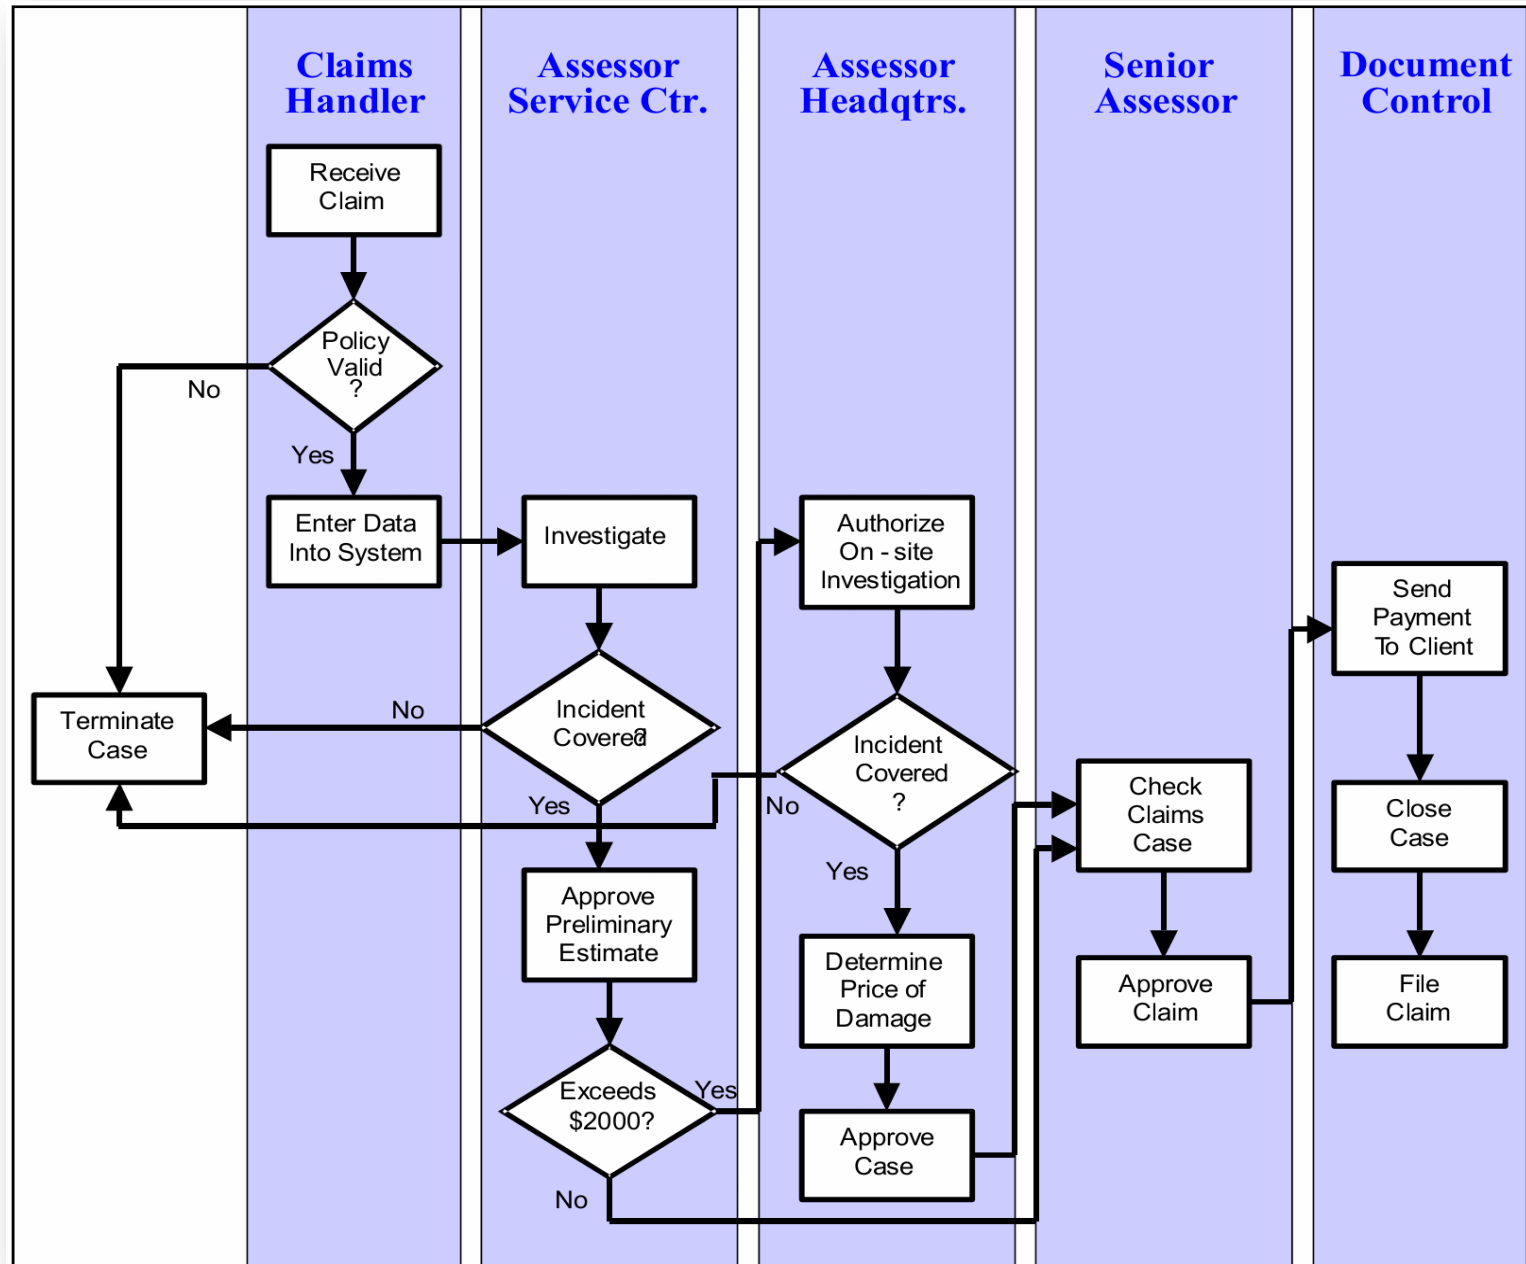 Claims
Handler
Assessor
Service Ctr.
Assessor
Headqtrs.
Senior
Assessor
Document
Control
Receive
Claim
Policy
Valid
?
No
Yes
Enter Data
Into System
Investigate
Authorize
On - site
Investigation
Send
Payment
To Client
Terminate
Case
No
Incident
Covered?
Yes
Incident
Covered
?
No
Yes
Check
Claims
Case
Close
Case
Approve
Preliminary
Estimate
Determine
Price of
Damage
Approve
Claim
File
Claim
Exceeds
$2000?
Yes
No
Approve
Case